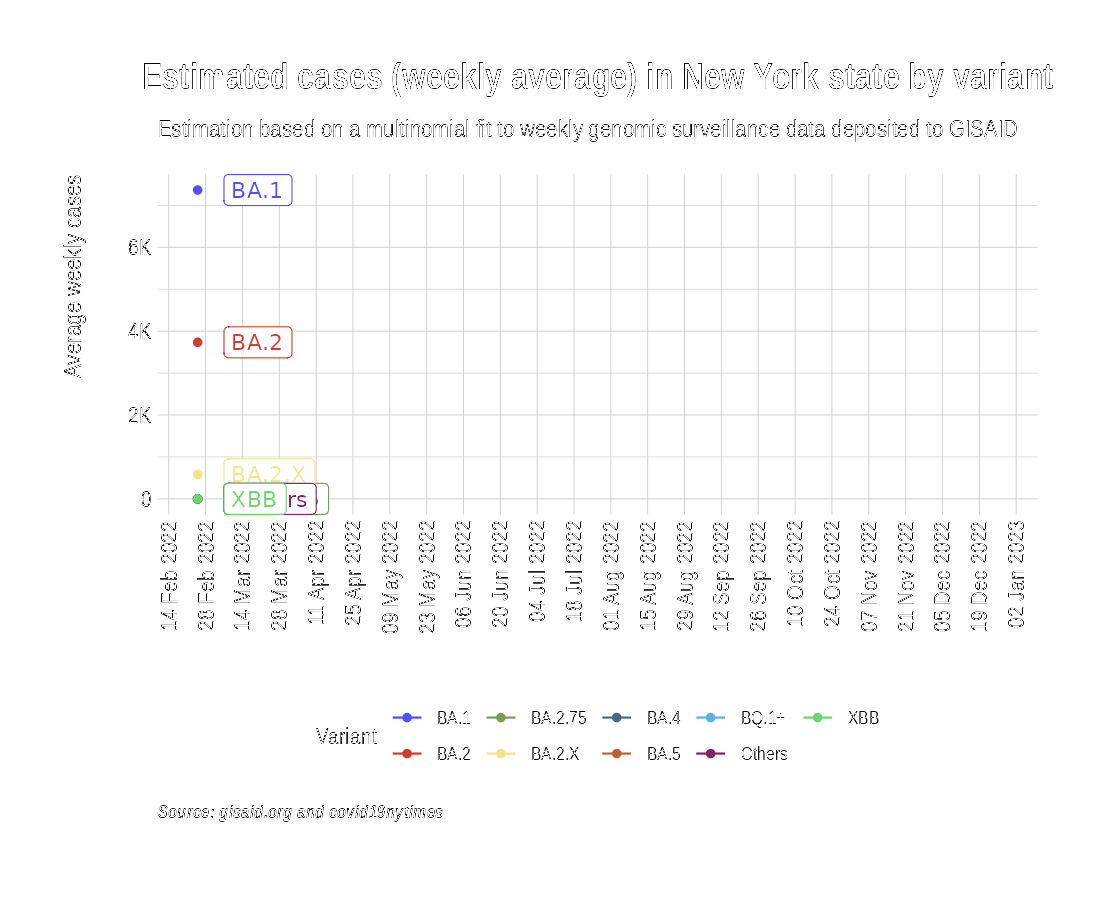 Estimated cases (weekly average) in New York state by variant
Estimation based on a multinomial fit to weekly genomic surveillance data deposited to GISAID
Average weekly cases
6K
4K
2K
0
BA.1
BA.2
BA.2.X
XBB
rs
14 Feb 2022
28 Feb 2022
14 Mar 2022
28 Mar 2022
11 Apr 2022
25 Apr 2022
09 May 2022
23 May 2022
06 Jun 2022
20 Jun 2022
04 Jul 2022
18 Jul 2022
01 Aug 2022
15 Aug 2022
29 Aug 2022
12 Sep 2022
26 Sep 2022
10 Oct 2022
24 Oct 2022
07 Nov 2022
21 Nov 2022
05 Dec 2022
19 Dec 2022
02 Jan 2023
Variant
BA.1 BA.2.75 BA.4 BQ.1+ XBB
BA.2 BA.2.X BA.5 Others
Source: gisaid.org and covid19nytimes